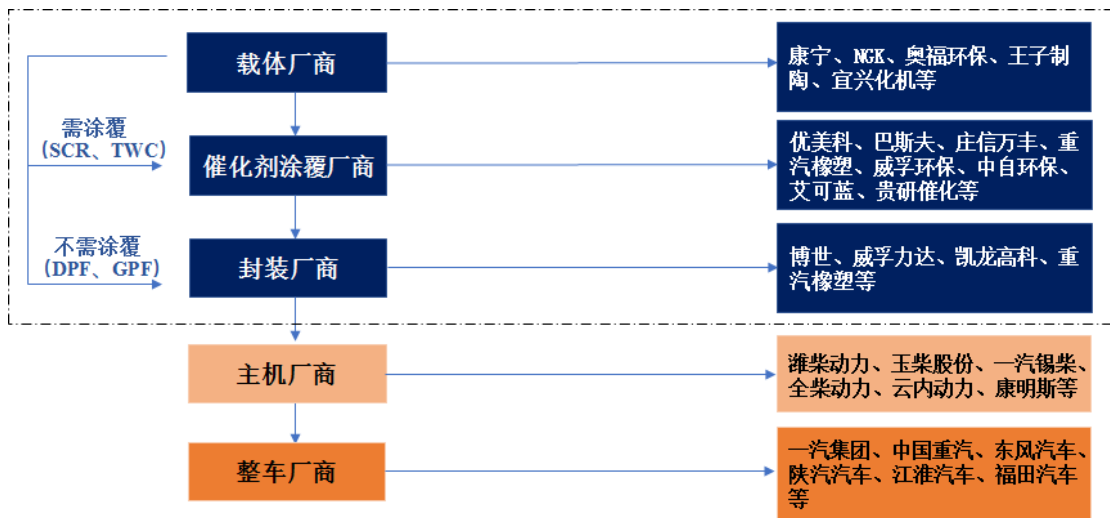 载体厂商
康宁、NGK、奥福环保、王子制
陶、宜兴化机等
需涂覆
(SCR、TWC)
催化剂涂覆厂商
优美科、巴斯夫、庄信万丰、重
汽橡塑、威孚环保、中自环保、
艾可蓝、贵研催化等
不需涂覆
(DPF、GPF)
封装厂商
博世、威孚力达、凯龙高科、重
汽橡塑等
主机厂商
潍柴动力、玉柴股份、一汽锡柴、
全柴动力、云内动力、康明斯等
整车厂商
一汽集团、中国重汽、东风汽车、
陕汽汽车、江淮汽车、福田汽车
等